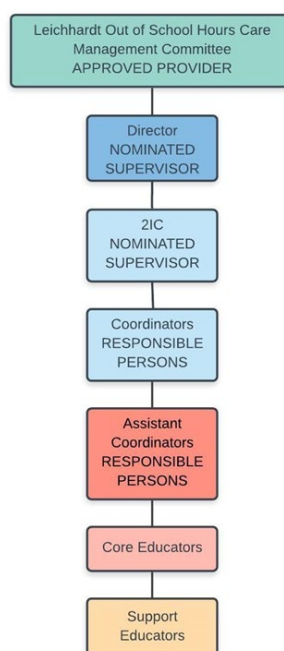 Leichhardt Out of School Hours Care
Management Committee
APPROVED PROVIDER
Director
NOMINATED
SUPERVISOR
2IC
NOMINATED
SUPERVISOR
Coordinators
RESPONSIBLE
PERSONS
Assistant
Coordinators
RESPONSIBLE
PERSONS
Core Educators
Support
Educators